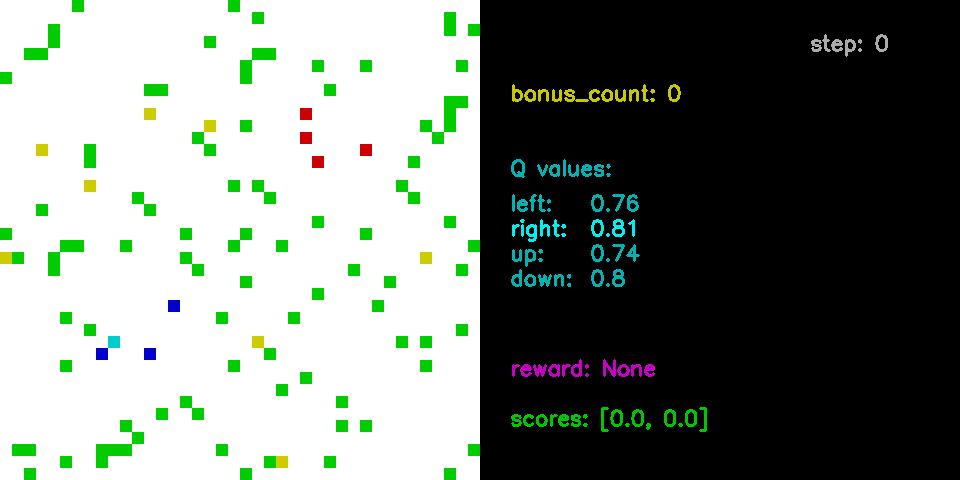 step: 0
bonus_count: 0
Q values:
left: 0.76
right: 0.81
up: 0.74
down: 0.8
reward: None
scores: [0.0, 0.0]